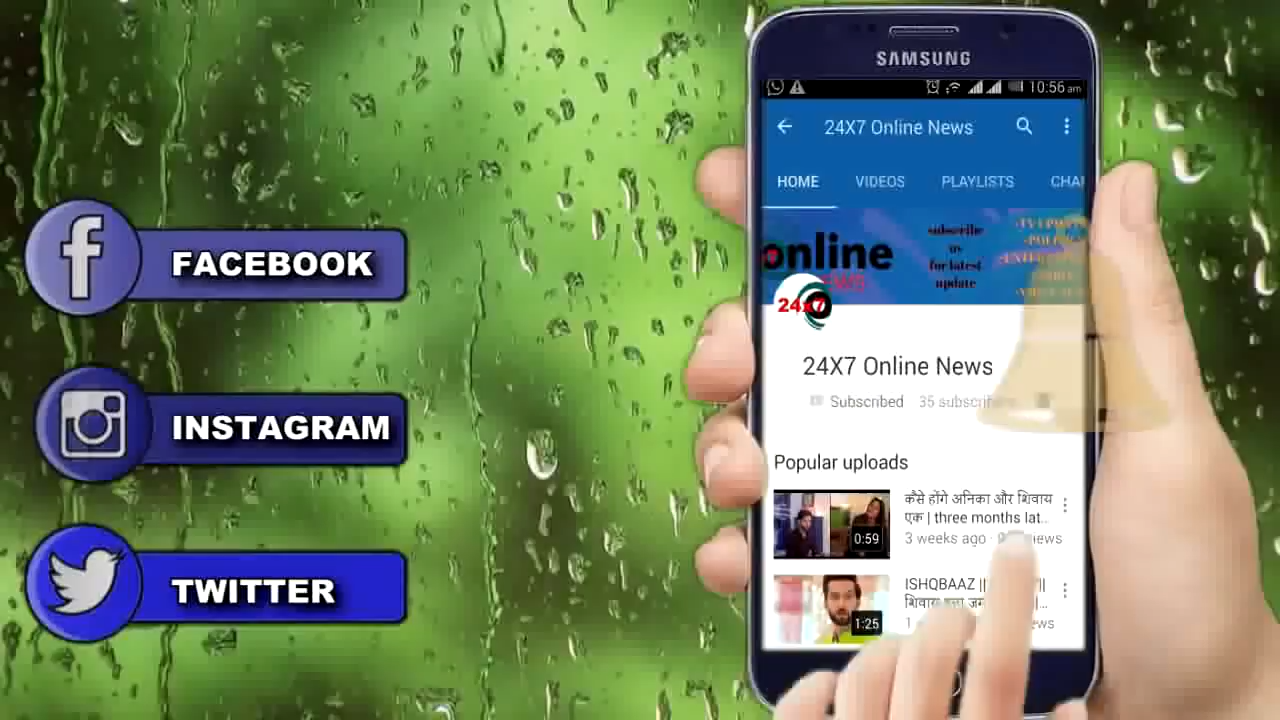 FACEBOOK
INSTAGRAM
TWITTER
SAMSUNG
10:56 am
24X7 Online News
HOME VIDEOS PLAYLISTS CHA
online
subscribe
us
for latest
update
24x7
24X7 Online News
Subscribed 35
Popular uploads
कैसे होंगे अनिका और शिवाय
एक | three months lat..
3 weeks ago
0:59
ISHQBAAZ ||
शिवाय
1:25